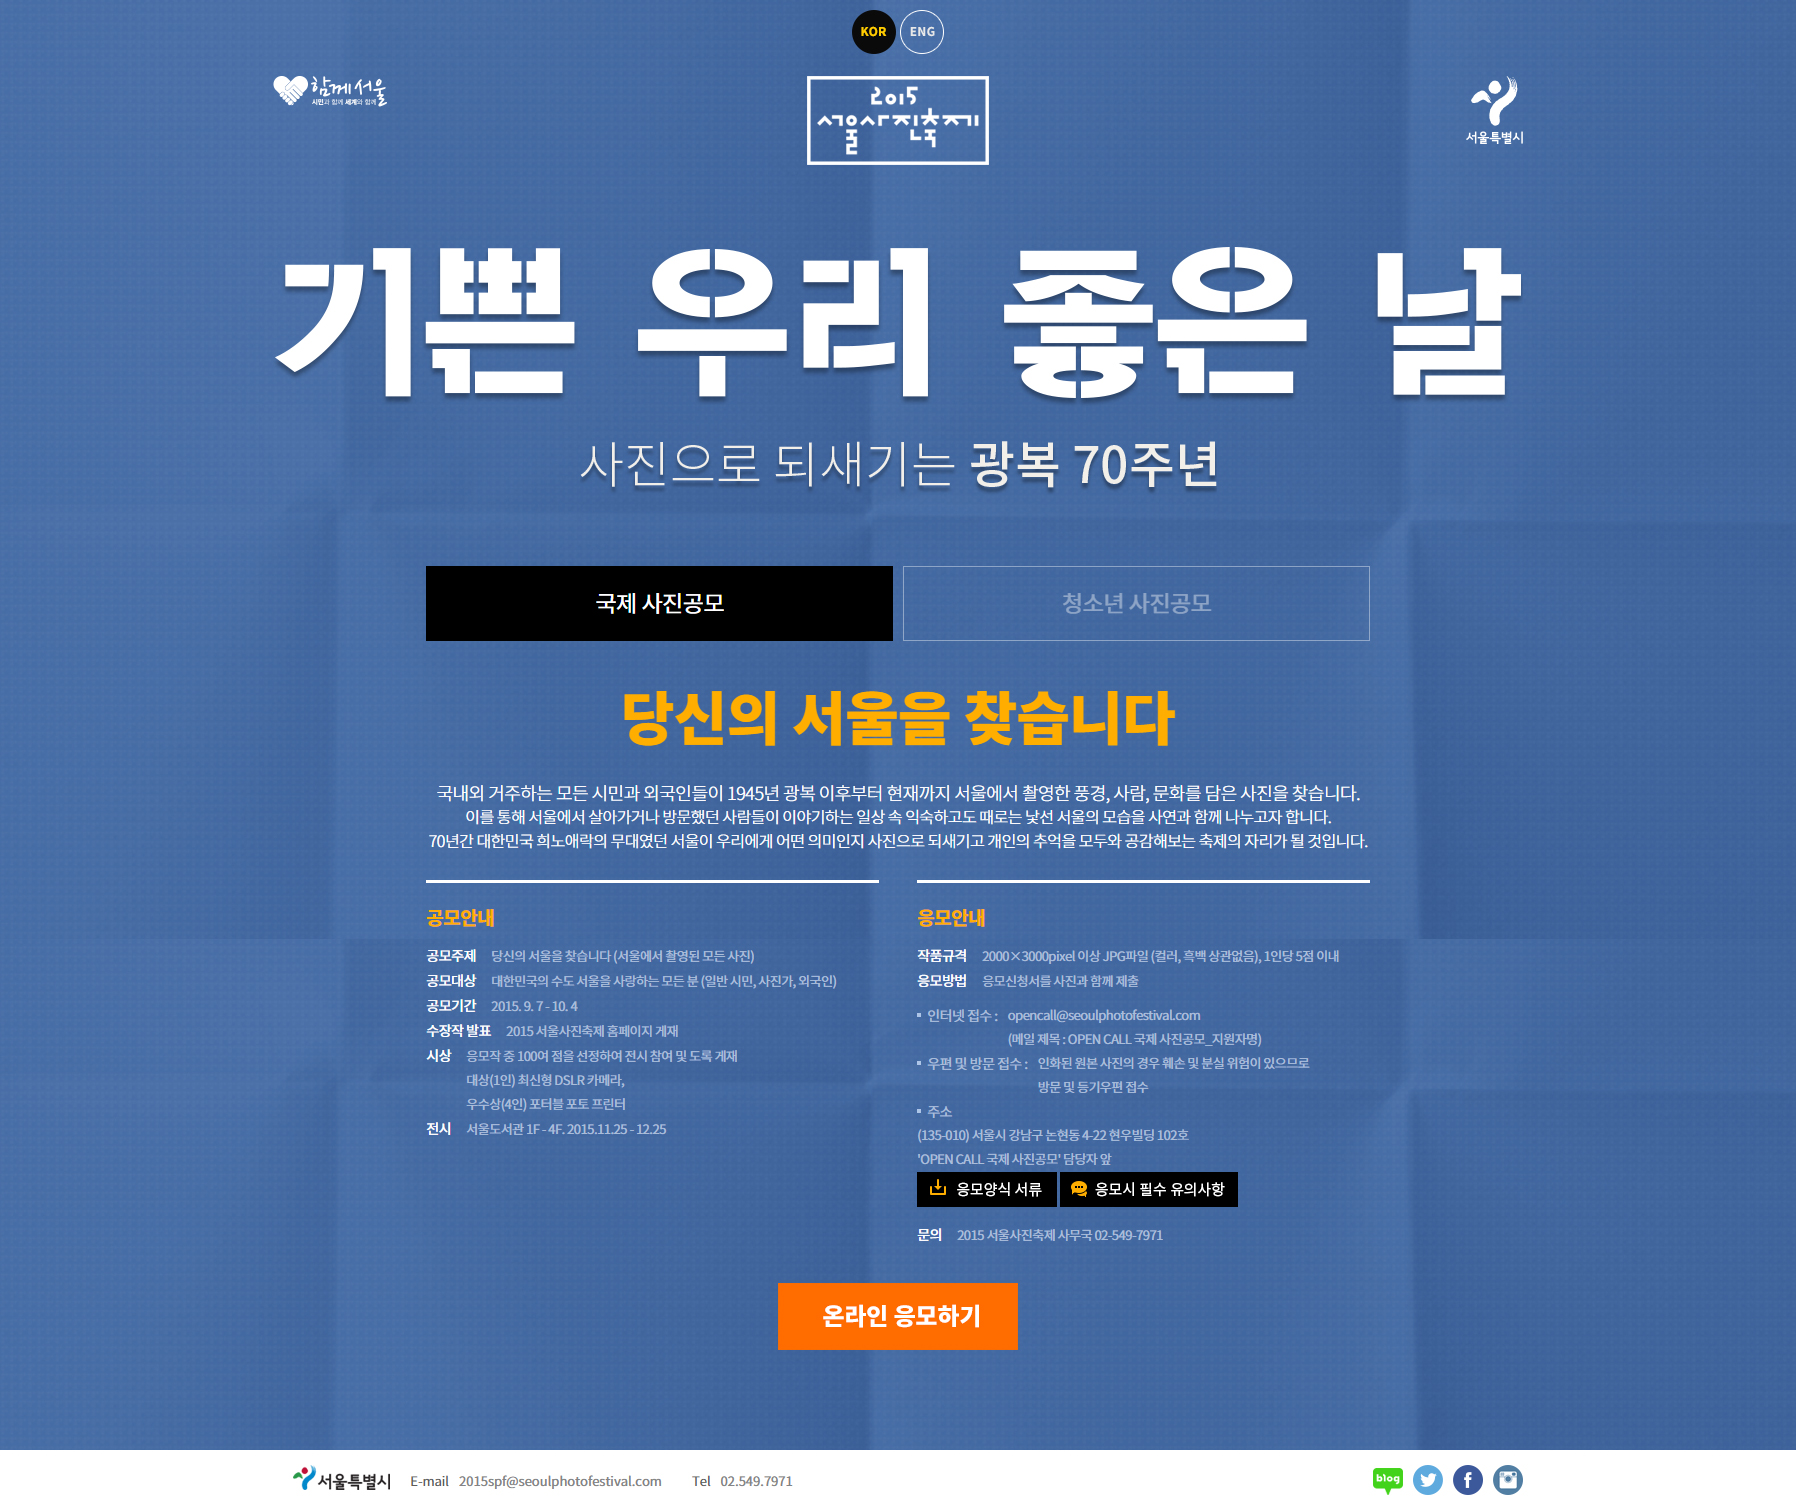 KOR ENG
함께서울
시민과 함께 세계와 함께
2015
서울사진축제
서울특별시
기쁜 우리 좋은 날
사진으로 되새기는 광복 70주년
국제 사진공모
청소년 사진공모
당신의 서울을 찾습니다
국내외 거주하는 모든 시민과 외국인들이 1945년 광복 이후부터 현재까지 서울에서 촬영한 풍경, 사람, 문화를 담은 사진을 찾습니다.
이를 통해 서울에서 살아가거나 방문했던 사람들이 이야기하는 일상 속 익숙하고도 때로는 낯선 서울의 모습을 사연과 함께 나누고자 합니다.
70년간 대한민국 희노애락의 무대였던 서울이 우리에게 어떤 의미인지 사진으로 되새기고 개인의 추억을 모두와 공감해보는 축제의 자리가 될 것입니다.
공모안내
공모주제 당신의 서울을 찾습니다 (서울에서 촬영된 모든 사진)
공모대상 대한민국의 수도 서울을 사랑하는 모든 분 (일반 시민, 사진가, 외국인)
공모기간 2015. 9. 7 - 10. 4
수장작 발표 2015 서울사진축제 홈페이지 게재
시상 응모작 중 100여 점을 선정하여 전시 참여 및 도록 게재
대상(1인) 최신형 DSLR 카메라,
우수상(4인) 포터블 포토 프린터
전시 서울도서관 1F - 4F. 2015.11.25 - 12.25
응모안내
작품규격 2000×3000pixel 이상 JPG파일 (컬러, 흑백 상관없음), 1인당 5점 이내
응모방법 응모신청서를 사진과 함께 제출
▪ 인터넷 접수 : opencall@seoulphotofestival.com
(메일 제목 : OPEN CALL 국제 사진공모_지원자명)
▪ 우편 및 방문 접수 : 인화된 원본 사진의 경우 훼손 및 분실 위험이 있으므로
방문 및 등기우편 접수
▪ 주소
(135-010) 서울시 강남구 논현동 4-22 현우빌딩 102호
'OPEN CALL 국제 사진공모' 담당자 앞
응모양식 서류
응모시 필수 유의사항
문의 2015 서울사진축제 사무국 02-549-7971
온라인 응모하기
서울특별시 E-mail 2015spf@seoulphotofestival.com Tel 02.549.7971
blog